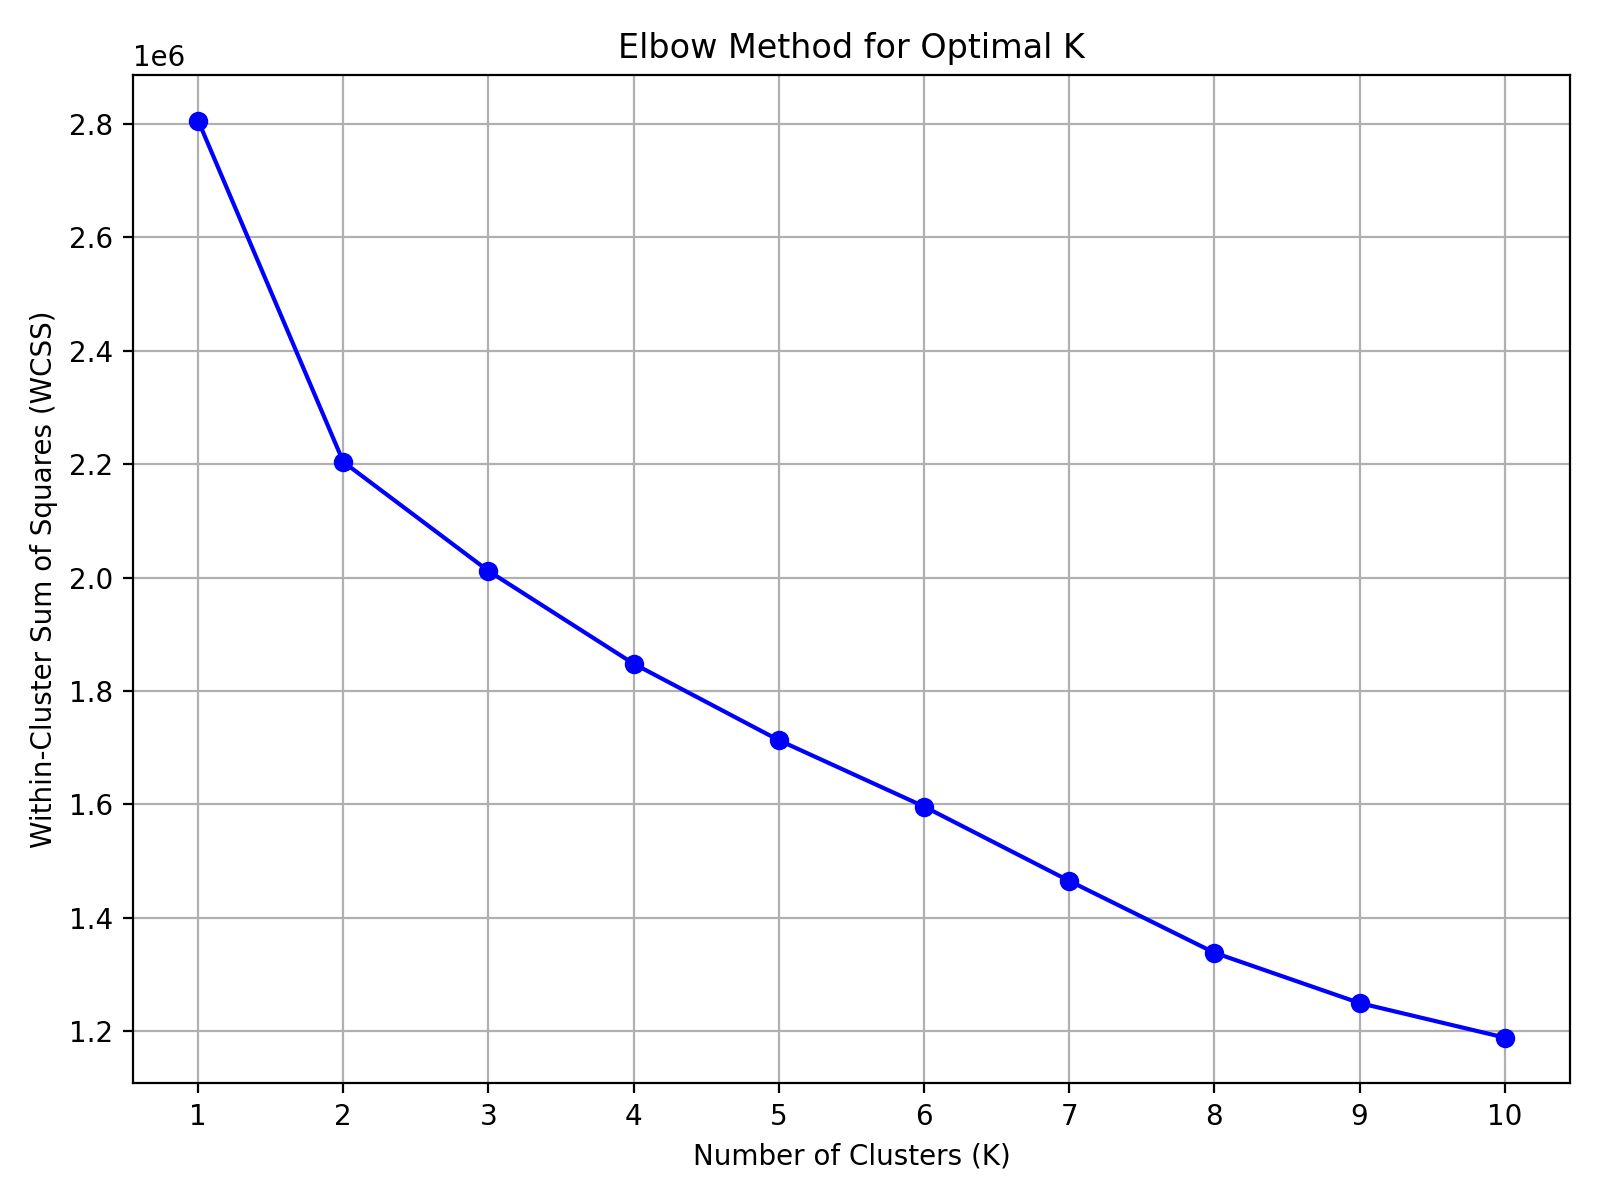 Elbow Method for Optimal K
1e6
2.8
2.6
2.4
2.2
2.0
1.8
1.6
1.4
1.2
Within-Cluster Sum of Squares (WCSS)
1 2 3 4 5 6 7 8 9 10
Number of Clusters (K)